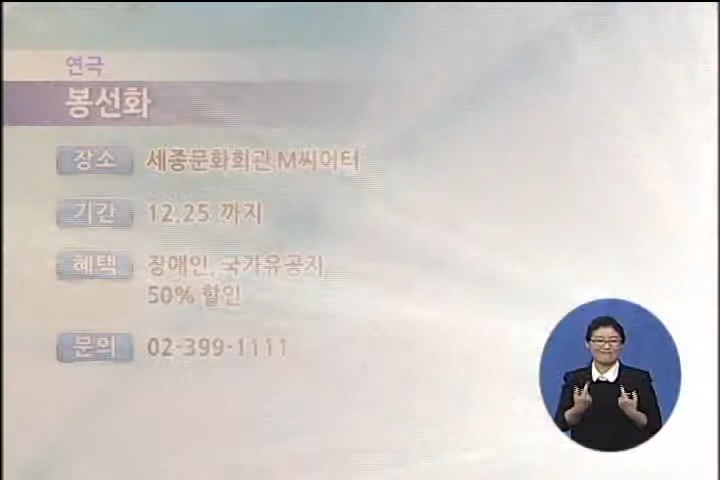 연극
봉선화
장소 세종문화회관 M씨어터
기간 12.25 까지
혜택 장애인, 국가유공자
50% 할인
문의 02-399-1111